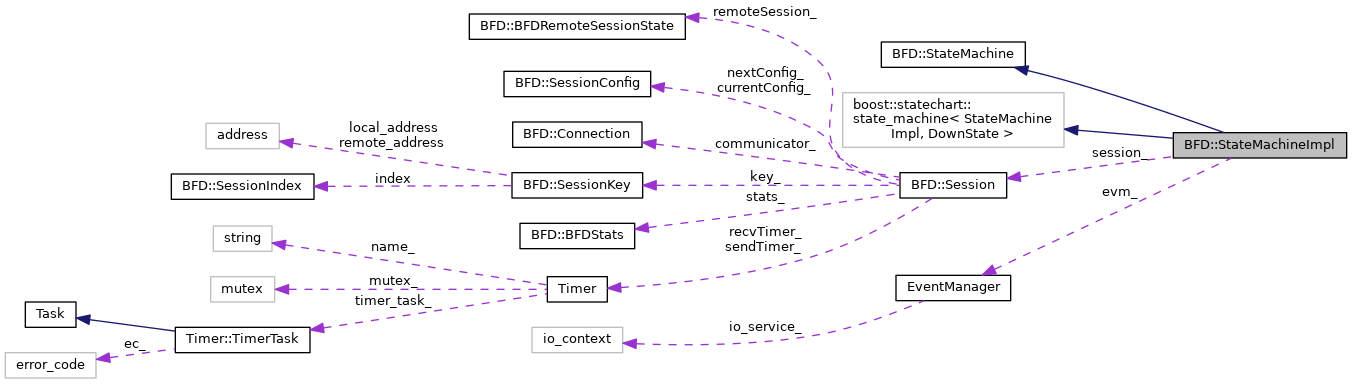 remoteSession_
BFD::BFDRemoteSessionState
BFD::StateMachine
nextConfig_
currentConfig_
BFD::SessionConfig
boost::statechart::
state_machine< StateMachine
Impl, DownState >
local_address
remote_address
address
BFD::Connection
communicator_
BFD::StateMachineImpl
session_
BFD::SessionIndex
index
BFD::SessionKey
key_
BFD::Session
evm_
stats_
BFD::BFDStats
string
name_
recvTimer_
sendTimer_
mutex
mutex_
Timer
EventManager
timer_task_
Task
Timer::TimerTask
io_context
io_service_
ec_
error_code